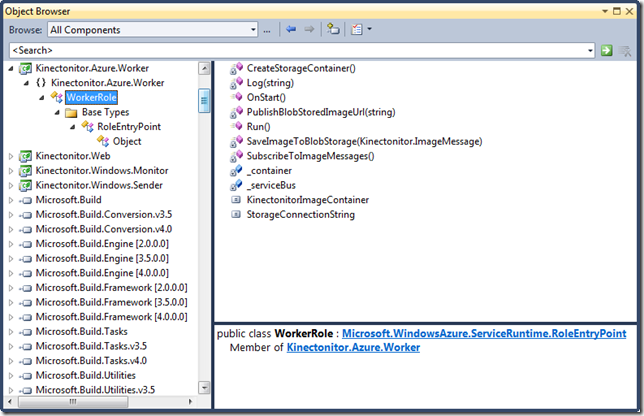 Object Browser
Browse: All Components ...
<Search>
Kinectonitor.Azure.Worker
{} Kinectonitor.Azure.Worker
WorkerRole
Base Types
RoleEntryPoint
Object
Kinectonitor.Web
Kinectonitor.Windows.Monitor
Kinectonitor.Windows.Sender
Microsoft.Build
Microsoft.Build.Conversion.v3.5
Microsoft.Build.Conversion.v4.0
Microsoft.Build.Engine [2.0.0.0]
Microsoft.Build.Engine [3.5.0.0]
Microsoft.Build.Engine [4.0.0.0]
Microsoft.Build.Framework [2.0.0.0]
Microsoft.Build.Framework [3.5.0.0]
Microsoft.Build.Framework [4.0.0.0]
Microsoft.Build.Tasks
Microsoft.Build.Tasks.v3.5
Microsoft.Build.Tasks.v4.0
Microsoft.Build.Utilities
Microsoft.Build.Utilities.v3.5
CreateStorageContainer()
Log(string)
OnStart()
PublishBlobStoredImageUrl(string)
Run()
SaveImageToBlobStorage(Kinectonitor.ImageMessage)
SubscribeToImageMessages()
_container
_serviceBus
KinectonitorImageContainer
StorageConnectionString
public class WorkerRole : Microsoft.WindowsAzure.ServiceRuntime.RoleEntryPoint
Member of Kinectonitor.Azure.Worker